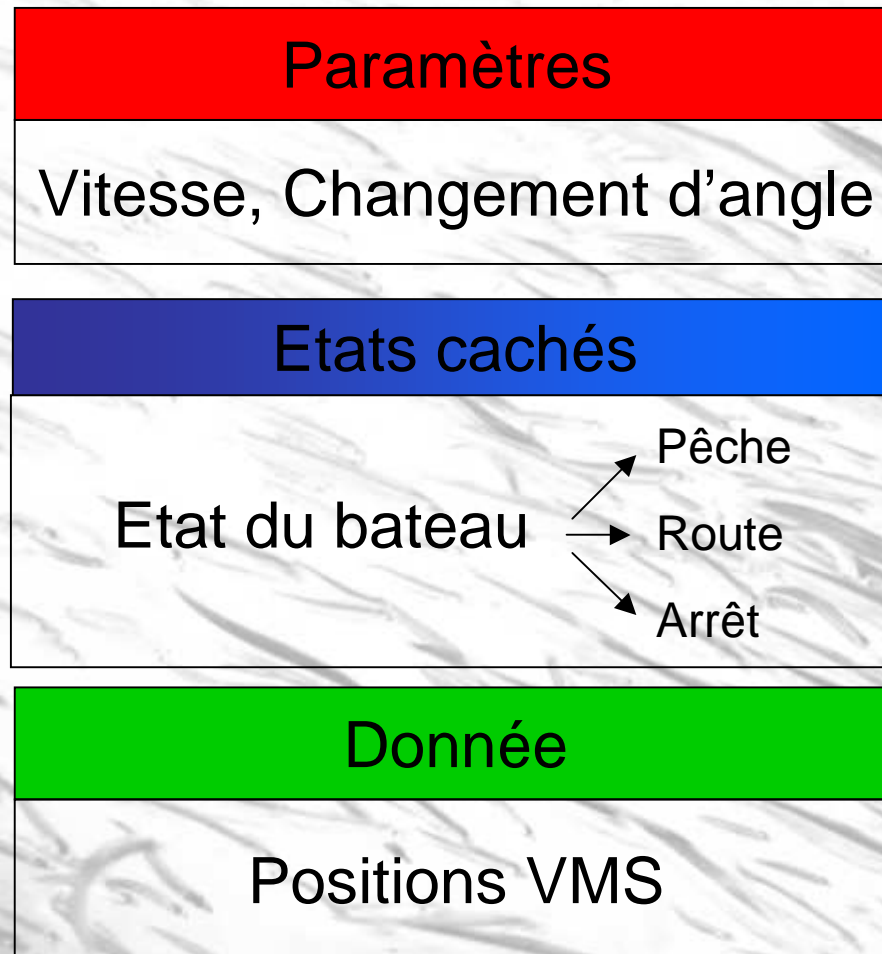 Paramètres
Vitesse, Changement d’angle
Etats cachés
Etat du bateau
Pêche
Route
Arrêt
Donnée
Positions VMS